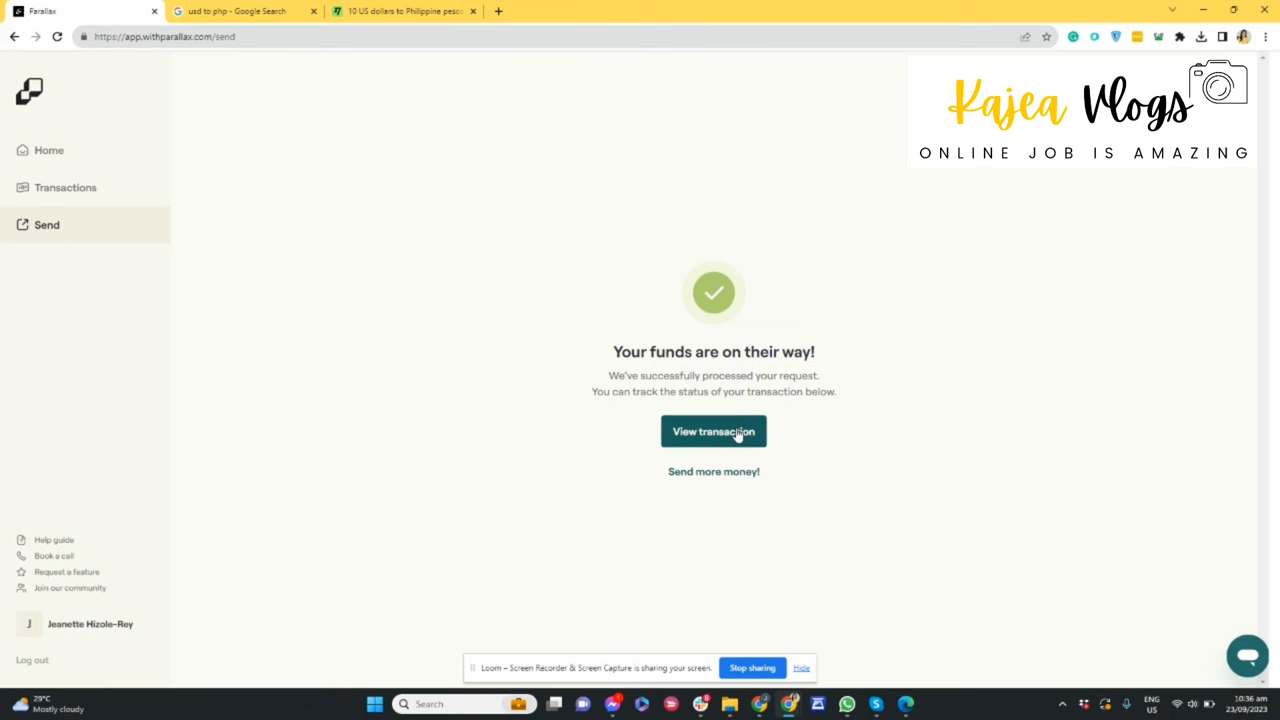 Parallax
usd to php - Google Search
10 US dollars to Philippine pesos
https://app.withparallax.com/send
Kajea Vlogs
ONLINE JOB IS AMAZING
Home
Transactions
Send
Your funds are on their way!
We've successfully processed your request.
You can track the status of your transaction below.
View transaction
Send more money!
Help guide
Book a call
Request a feature
Join our community
J
Jeanette Hizole-Rey
Log out
Loom – Screen Recorder & Screen Capture is sharing your screen.
Stop sharing
Hide
29°C
Mostly cloudy
Search
ENG
US
10:36 am
23/09/2023